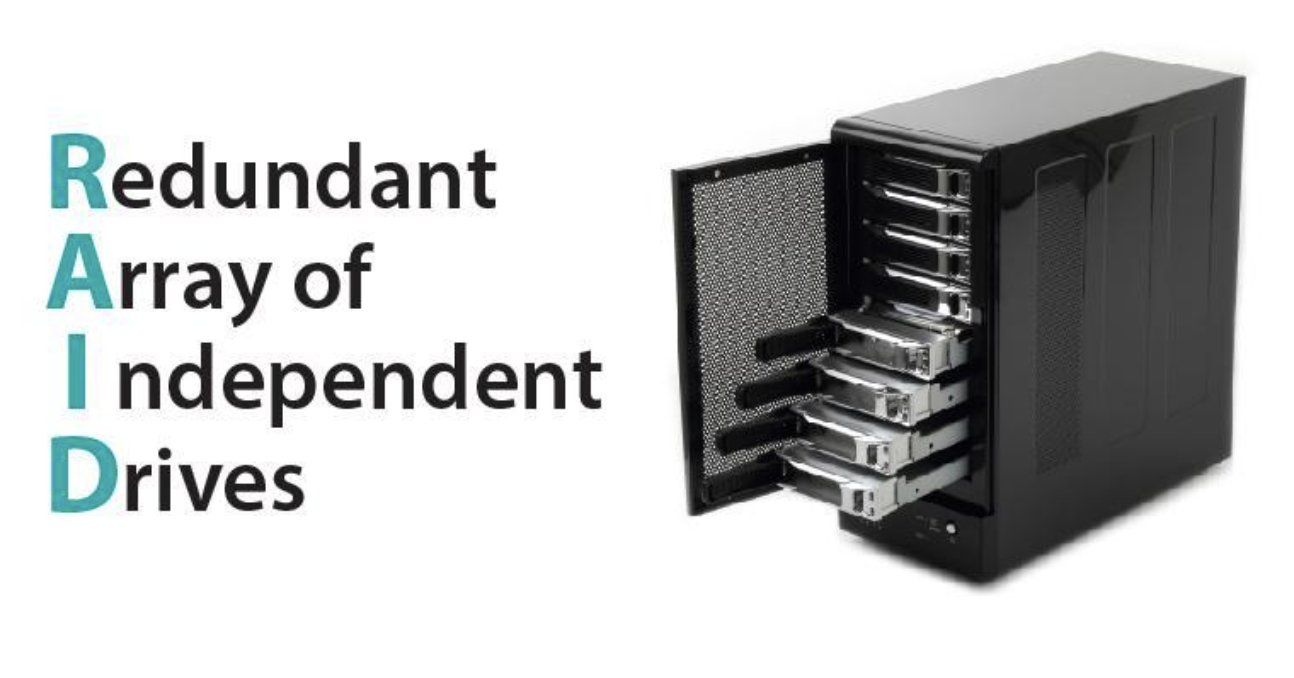 Redundant
Array of
Independent
Drives